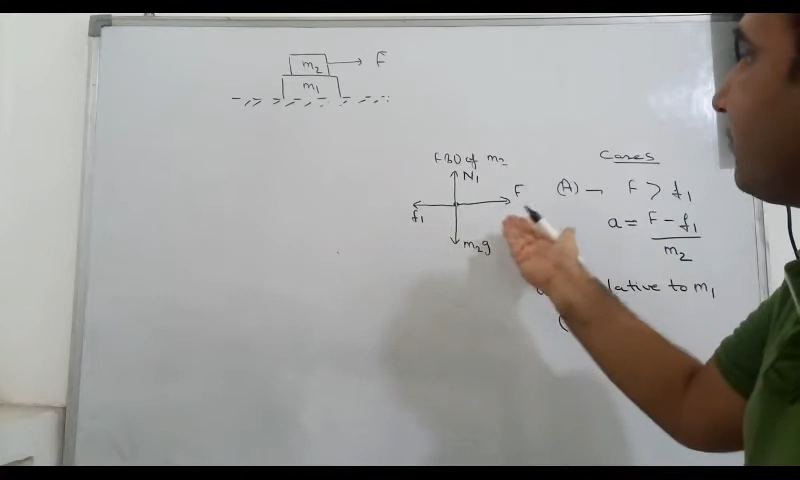 F
m2
m1
FBD of m2
N1
F
f1
m2g
Cases
(A) — F > f1
a = F - f1
m2
lative to m1